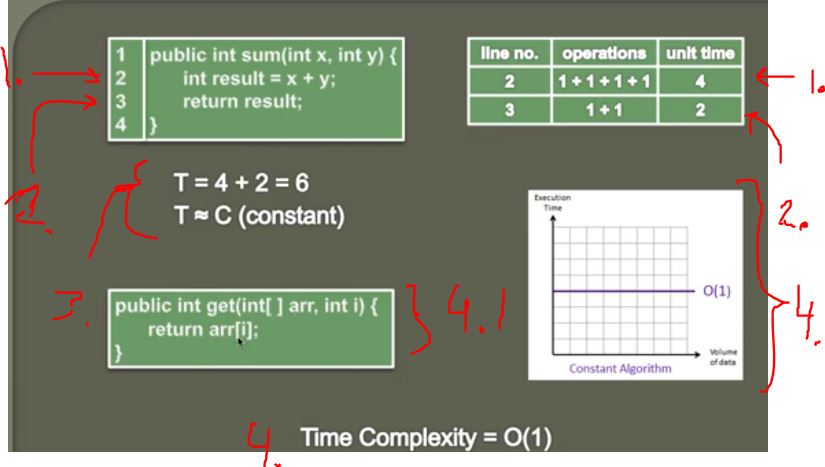 1 public int sum(int x, int y) {
2 int result = x + y;
3 return result;
4 }
line no. operations unit time
2 1 + 1 + 1 + 1 4
3 1 + 1 2
1.
1.
2.
2.
T = 4 + 2 = 6
T ≈ C (constant)
3.
public int get(int[ ] arr, int i) {
return arr[i];
}
4.1
Execution
Time
O(1)
Volume
of data
Constant Algorithm
4.
4.
Time Complexity = O(1)